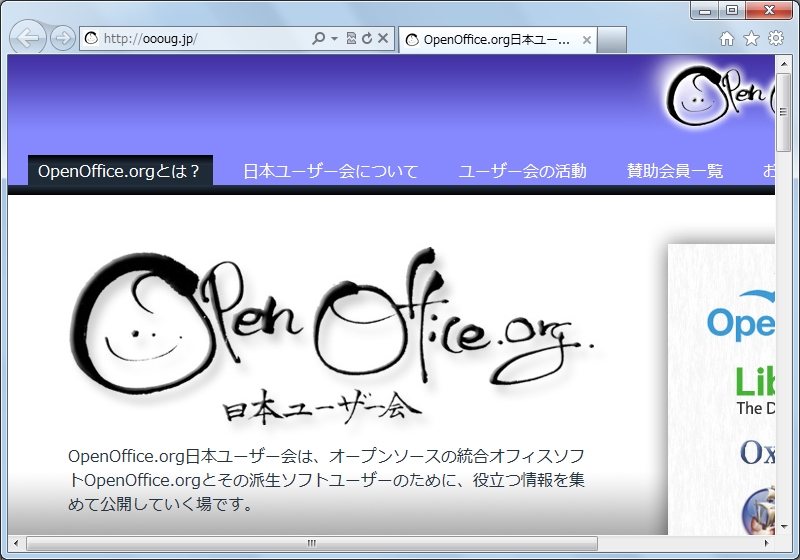 http://oooug.jp/
OpenOffice.org日本ユー...
Open
OpenOffice.orgとは？ 日本ユーザー会について ユーザー会の活動 賛助会員一覧 お
Open Office.org.
日本ユーザー会
OpenOffice.org日本ユーザー会は、オープンソースの統合オフィスソフ
トOpenOffice.orgとその派生ソフトユーザーのために、役立つ情報を集
めて公開していく場です。
Ope
Lib
The D
Ox